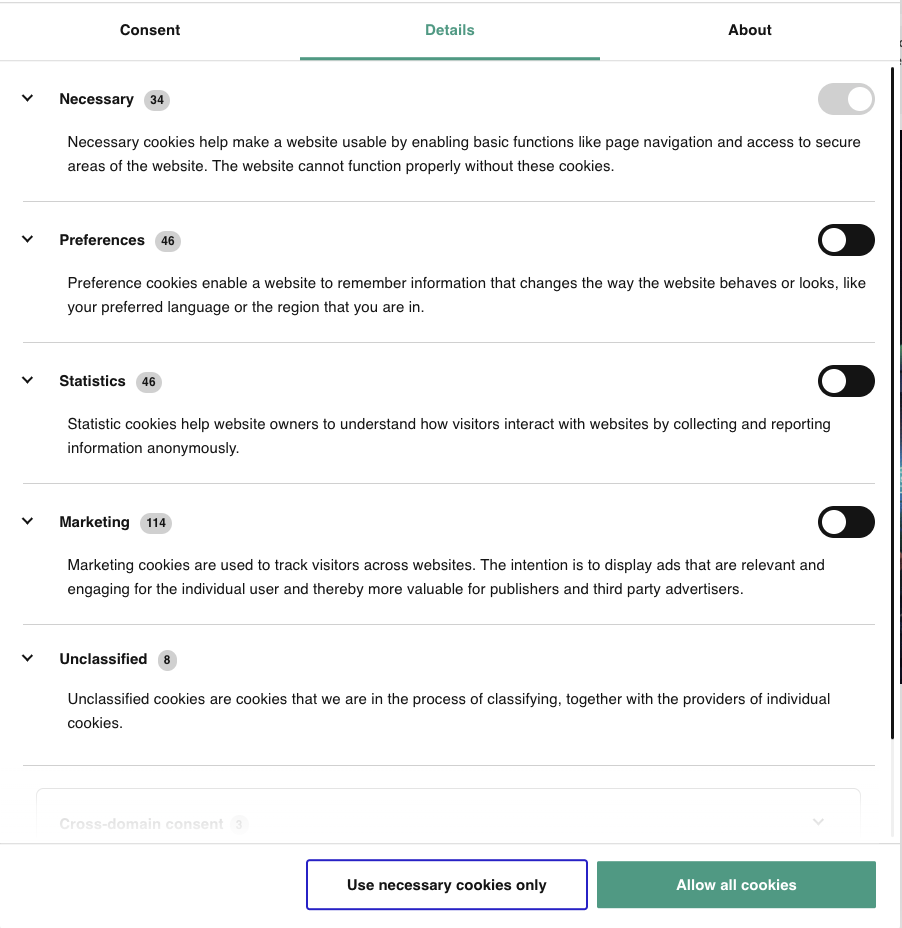 Consent
Details
About
Necessary 34
Necessary cookies help make a website usable by enabling basic functions like page navigation and access to secure
areas of the website. The website cannot function properly without these cookies.
Preferences 46
Preference cookies enable a website to remember information that changes the way the website behaves or looks, like
your preferred language or the region that you are in.
Statistics 46
Statistic cookies help website owners to understand how visitors interact with websites by collecting and reporting
information anonymously.
Marketing 114
Marketing cookies are used to track visitors across websites. The intention is to display ads that are relevant and
engaging for the individual user and thereby more valuable for publishers and third party advertisers.
Unclassified 8
Unclassified cookies are cookies that we are in the process of classifying, together with the providers of individual
cookies.
Cross-domain consent 3
Use necessary cookies only
Allow all cookies